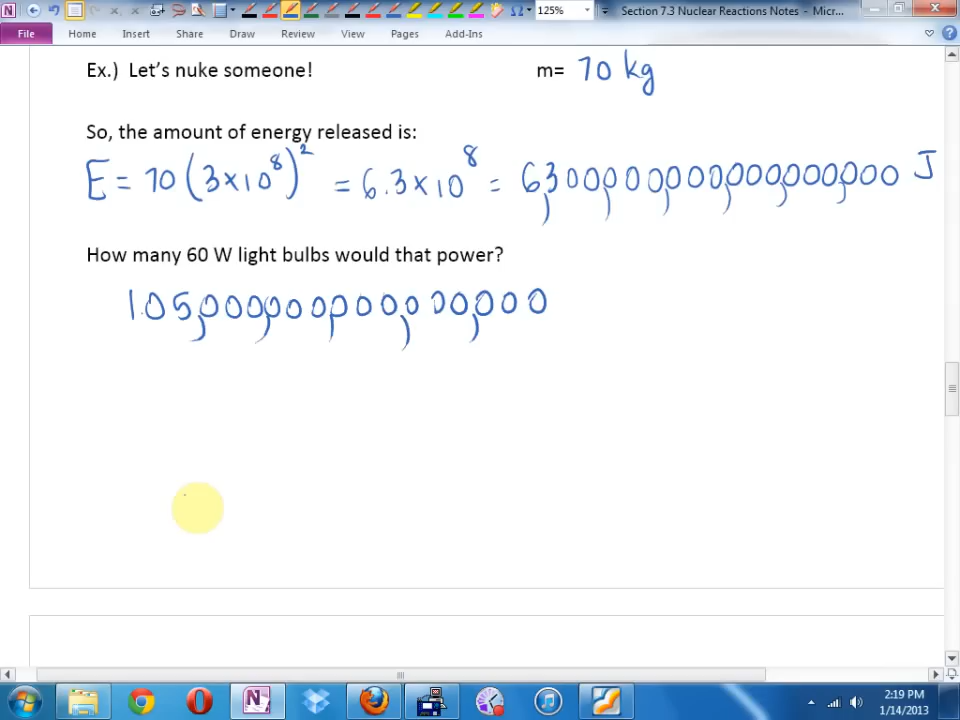 125%
Section 7.3 Nuclear Reactions Notes - Micr...
File Home Insert Share Draw Review View Pages Add-Ins
Ex.) Let's nuke someone!
m= 70 kg
So, the amount of energy released is:
E = 70 (3×10⁸)² = 6.3×10⁸ = 6,300,000,000,000,000,000 J
How many 60 W light bulbs would that power?
1.05,000,000,000,000,000
2:19 PM
1/14/2013